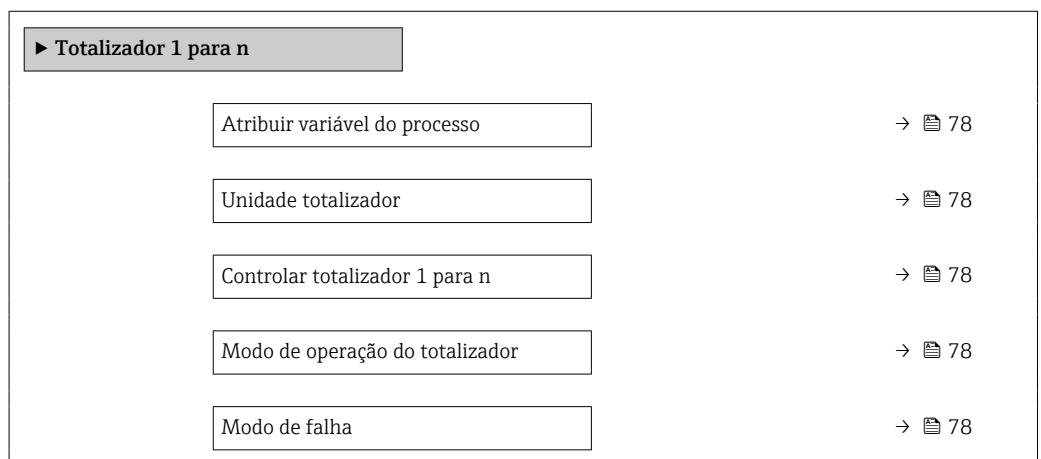 ▶ Totalizador 1 para n
Atribuir variável do processo → 78
Unidade totalizador → 78
Controlar totalizador 1 para n → 78
Modo de operação do totalizador → 78
Modo de falha → 78